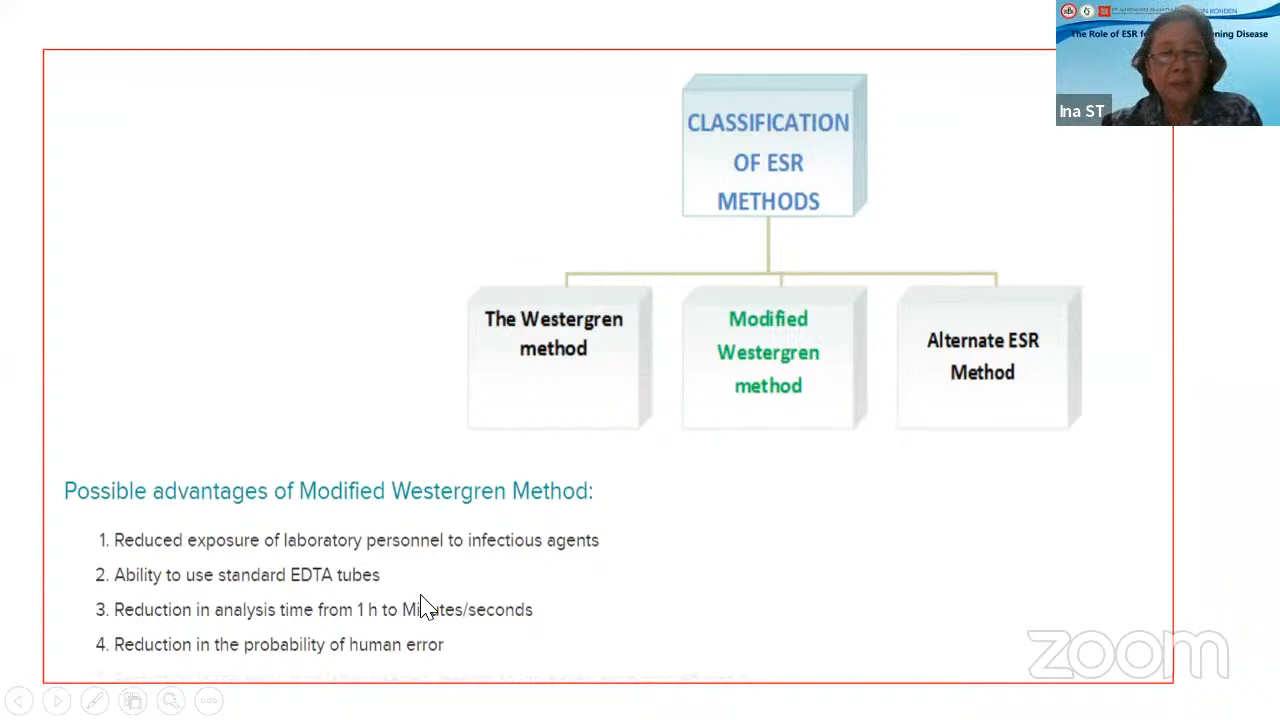 KOHDEN
The Role of ESR ening Disease
Ina ST
CLASSIFICATION
OF ESR
METHODS
The Westergren
method
Modified
Westergren
method
Alternate ESR
Method
Possible advantages of Modified Westergren Method:
1. Reduced exposure of laboratory personnel to infectious agents
2. Ability to use standard EDTA tubes
3. Reduction in analysis time from 1 h to Minutes/seconds
4. Reduction in the probability of human error
zoom